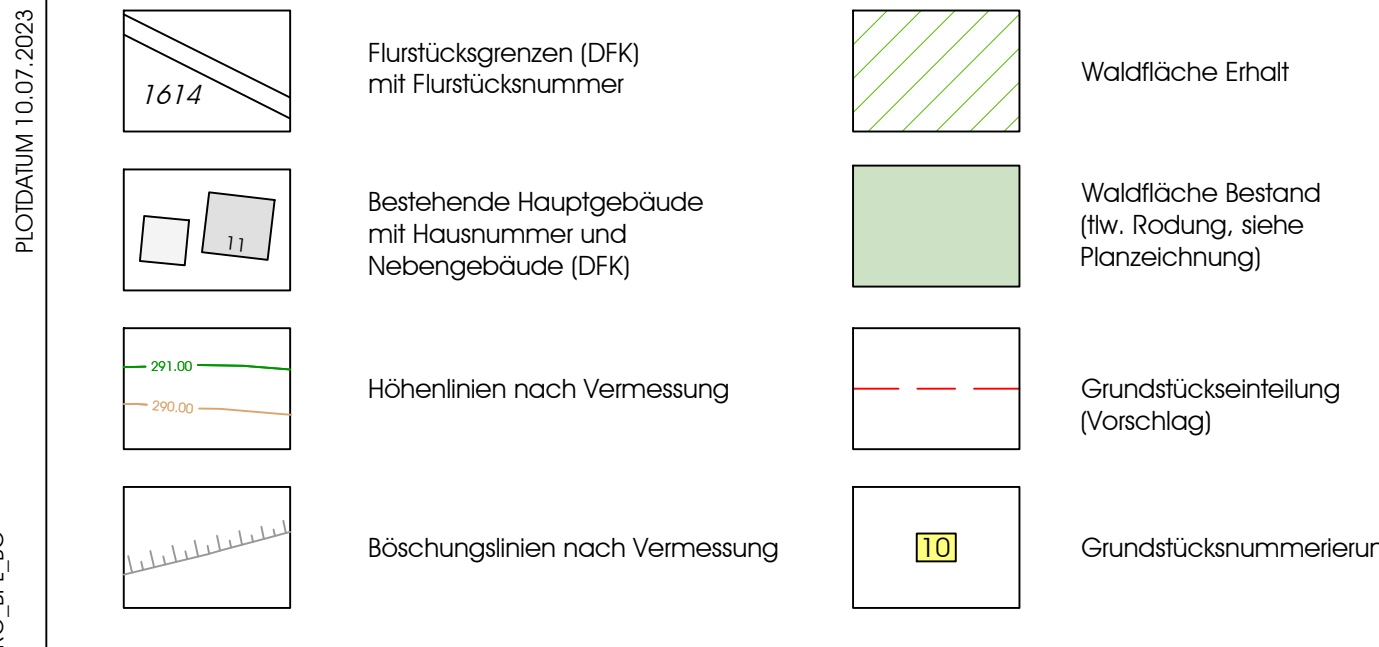 PLOTDATUM 10.07.2023
1614
Flurstücksgrenzen (DFK)
mit Flurstücksnummer
11
Bestehende Hauptgebäude
mit Hausnummer und
Nebengebäude (DFK)
291.00
290.00
Höhenlinien nach Vermessung
Böschungslinien nach Vermessung
Waldfläche Erhalt
Waldfläche Bestand
(tlw. Rodung, siehe
Planzeichnung)
Grundstückseinteilung
(Vorschlag)
10